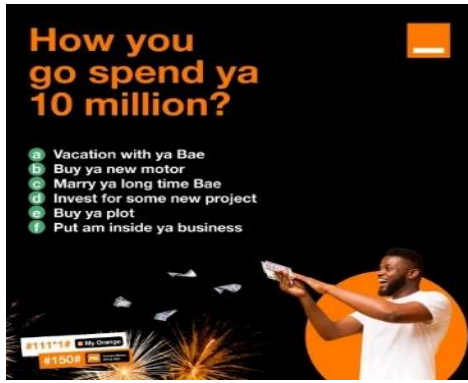 How you
go spend ya
10 million?
a Vacation with ya Bae
b Buy ya new motor
c Marry ya long time Bae
d Invest for some new project
e Buy ya plot
f Put am inside ya business
#111*1# My Orange
#150#